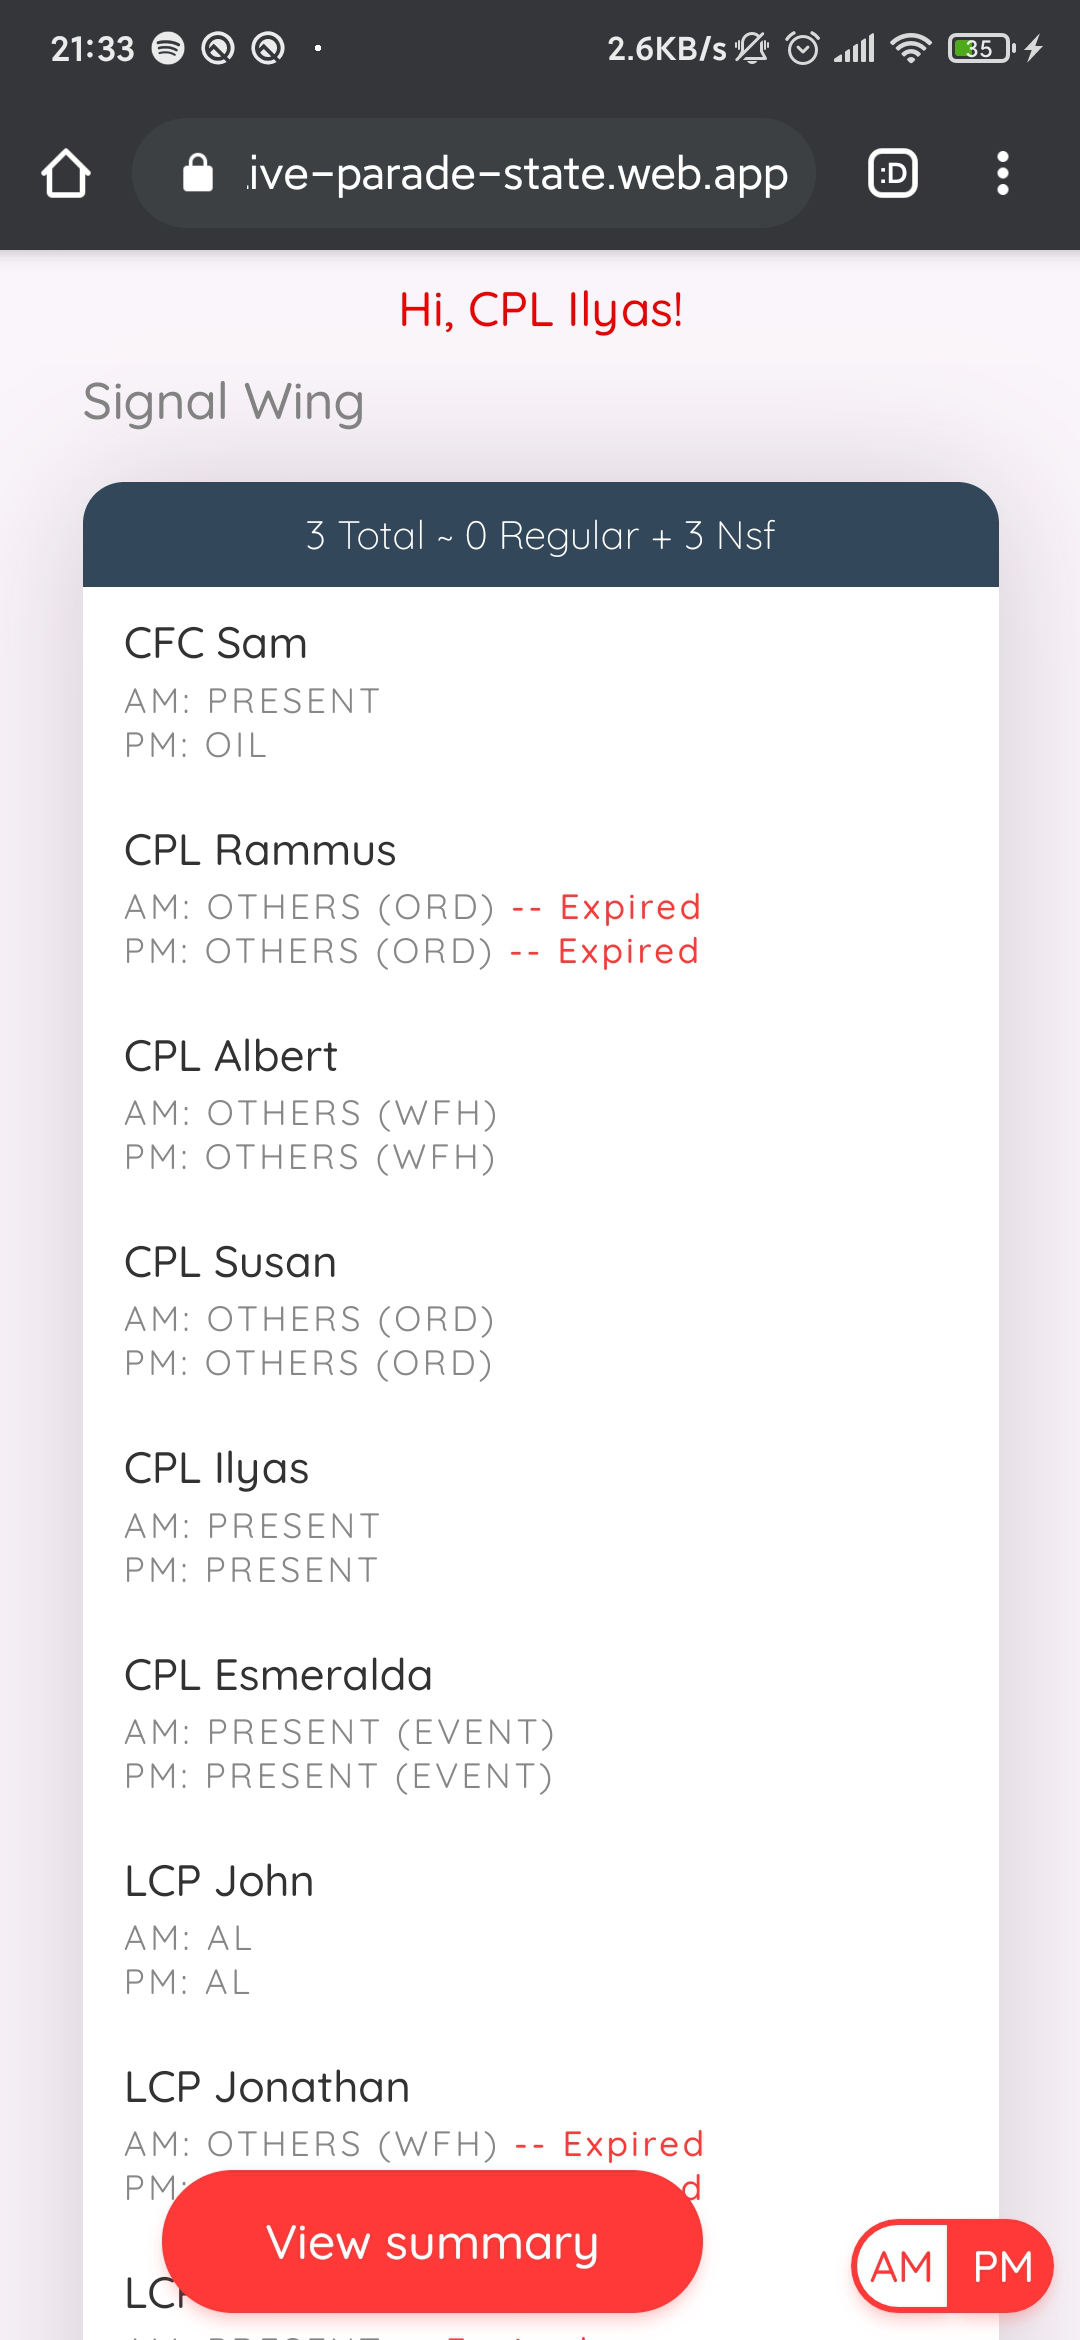 21:33 2.6KB/s 35
.ive-parade-state.web.app :D
Hi, CPL Ilyas!
Signal Wing
3 Total ~ 0 Regular + 3 Nsf
CFC Sam
AM: PRESENT
PM: OIL
CPL Rammus
AM: OTHERS (ORD) -- Expired
PM: OTHERS (ORD) -- Expired
CPL Albert
AM: OTHERS (WFH)
PM: OTHERS (WFH)
CPL Susan
AM: OTHERS (ORD)
PM: OTHERS (ORD)
CPL Ilyas
AM: PRESENT
PM: PRESENT
CPL Esmeralda
AM: PRESENT (EVENT)
PM: PRESENT (EVENT)
LCP John
AM: AL
PM: AL
LCP Jonathan
AM: OTHERS (WFH) -- Expired
PM: d
View summary
AM PM